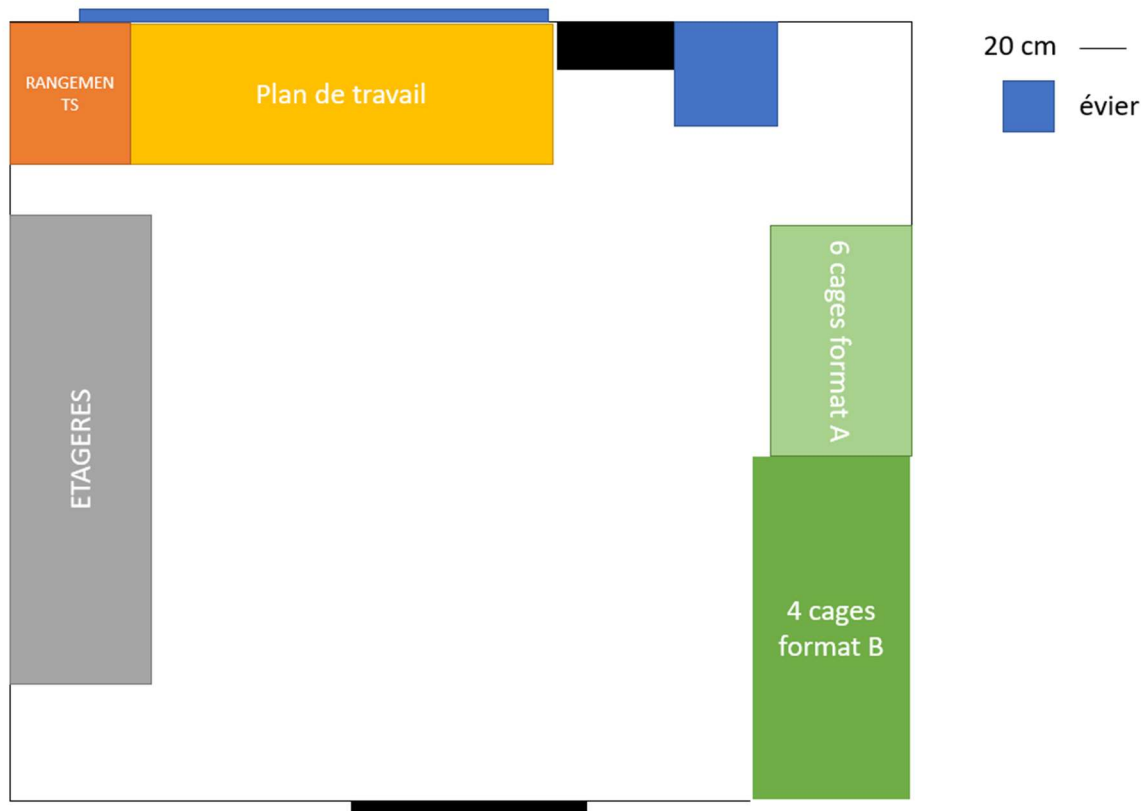 20 cm
évier
RANGEMEN
TS
Plan de travail
6 cages format A
ETAGERES
4 cages
format B